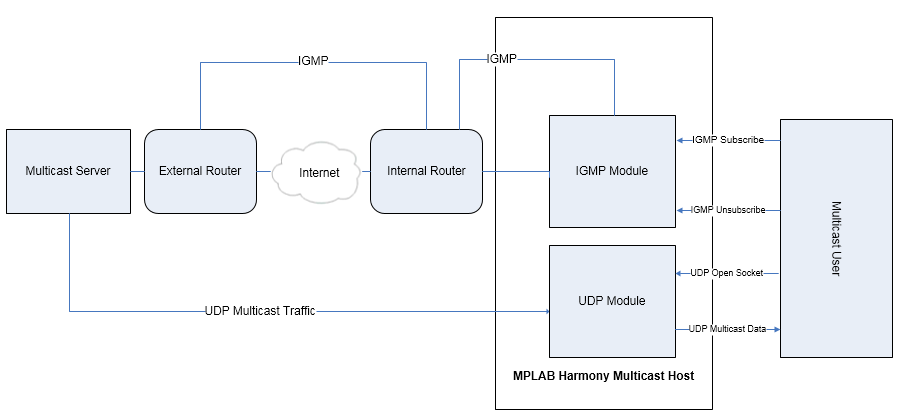 IGMP
IGMP
Multicast Server
External Router
Internet
Internal Router
IGMP Module
IGMP Subscribe
IGMP Unsubscribe
Multicast User
UDP Open Socket
UDP Module
UDP Multicast Traffic
UDP Multicast Data
MPLAB Harmony Multicast Host